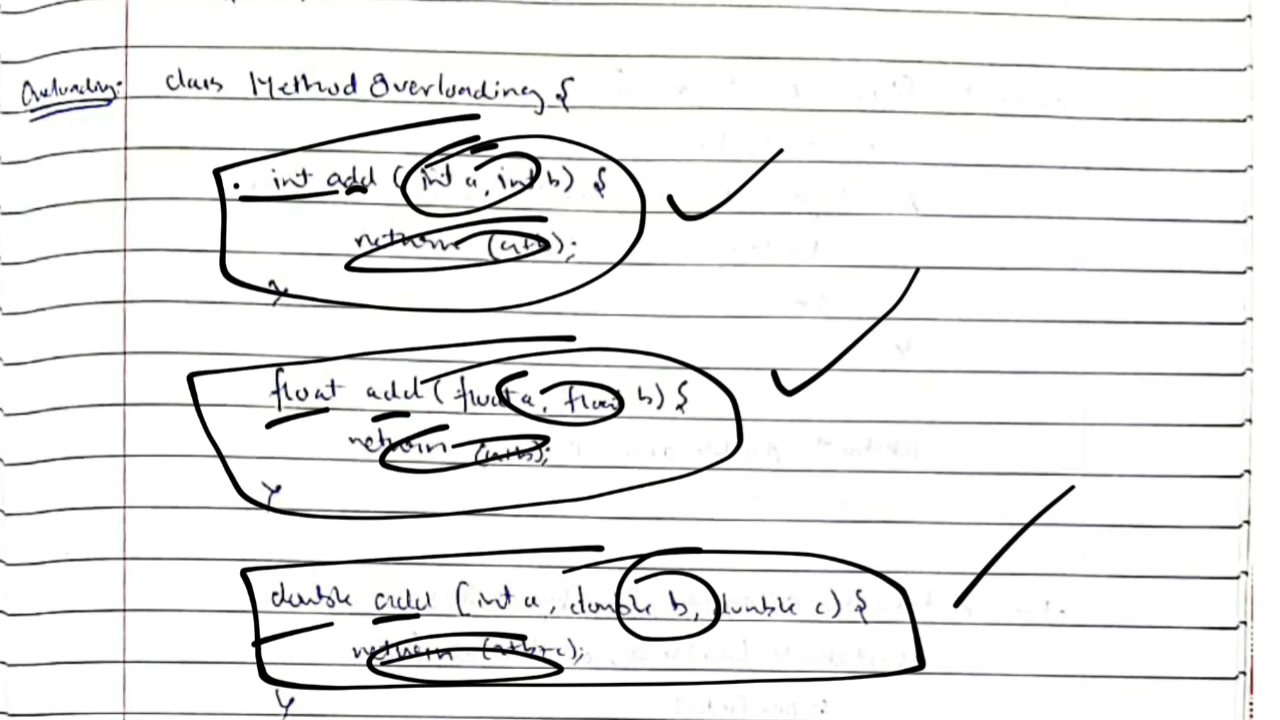 Overloading: class MethodOverloading {
int add (int a, int b) {
return (a+b);
}
float add (float a, float b) {
return (a+b);
}
double add (int a, double b, double c) {
return (a+b+c);
}